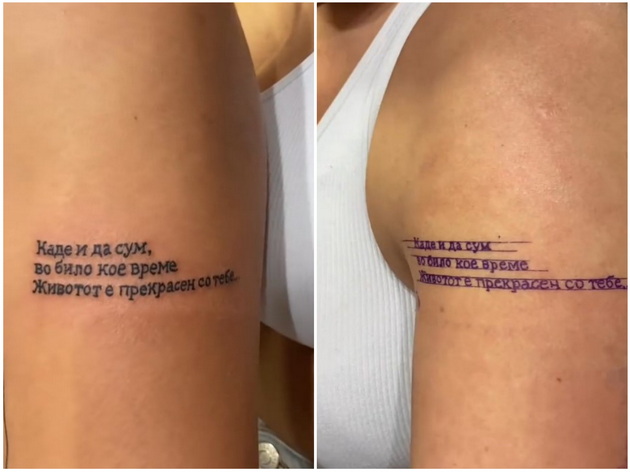 Каде и да сум,
во било кое време
Животот е прекрасен со тебе..
Каде и да сум
во било кое време
Животот е прекрасен со тебе..